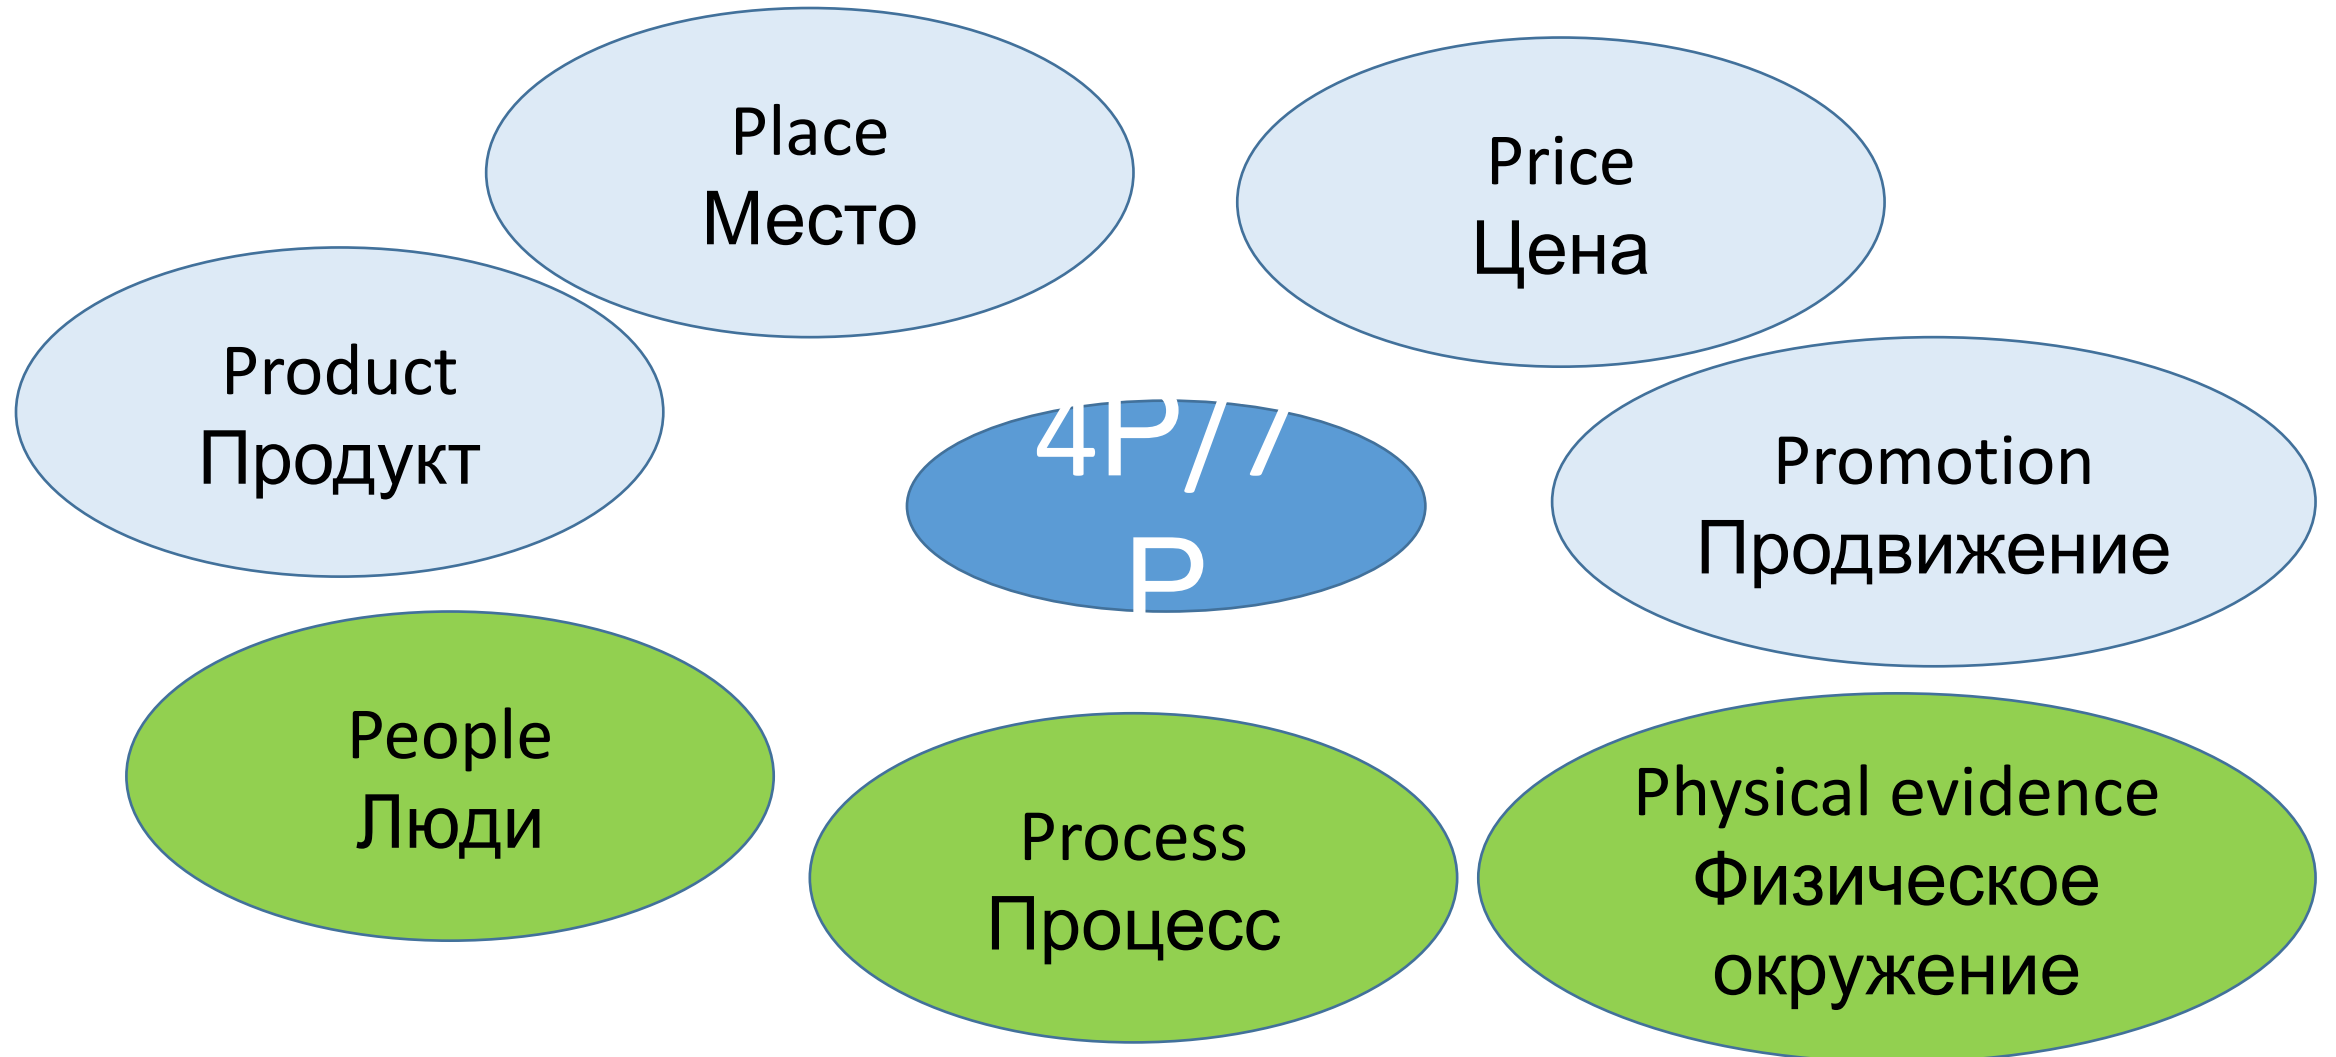 Place
Место
Price
Цена
Product
Продукт
4P/7
P
Promotion
Продвижение
People
Люди
Process
Процесс
Physical evidence
Физическое
окружение